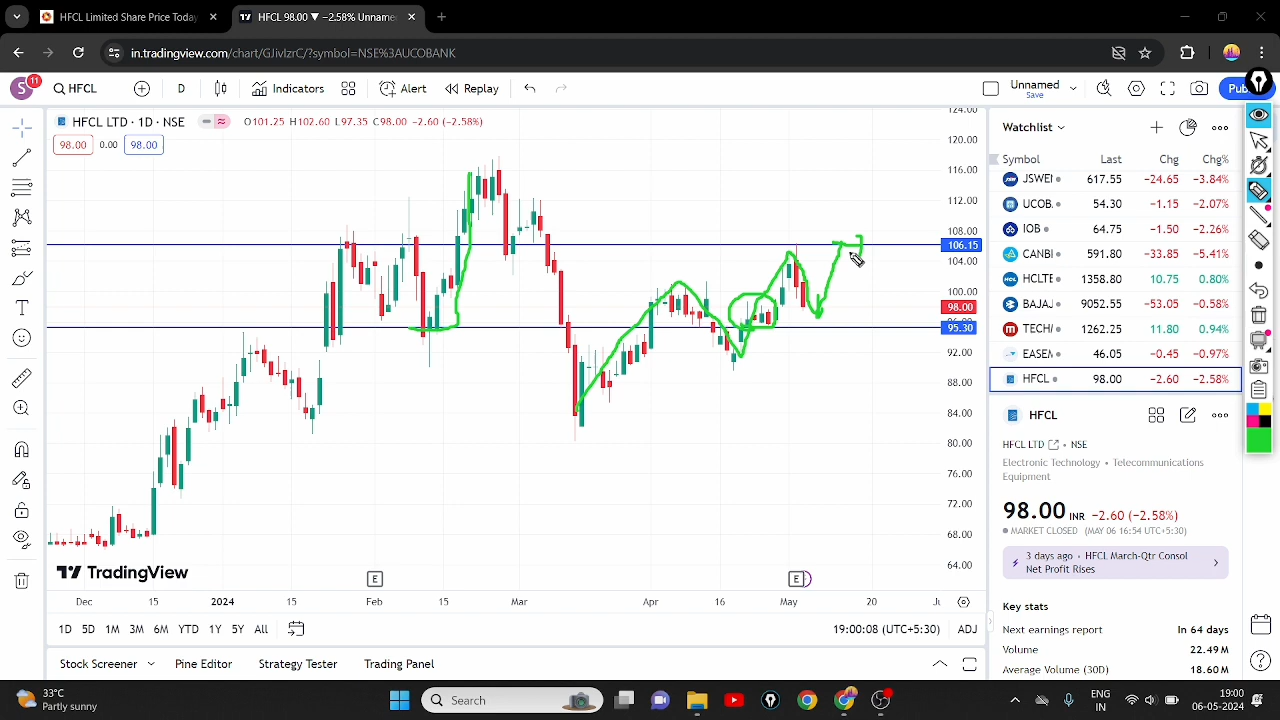 HFCL Limited Share Price Today
HFCL 98.00 ▼ −2.58% Unname
in.tradingview.com/chart/GJivIzrC/?symbol=NSE%3AUCOBANK
S 11 HFCL D Indicators Alert Replay Unnamed Save Pub
HFCL LTD · 1D · NSE O101.25 H102.60 L97.35 C98.00 −2.60 (−2.58%)
98.00 0.00 98.00
124.00
120.00
116.00
112.00
108.00
106.15
104.00
100.00
98.00
95.30
92.00
88.00
84.00
80.00
76.00
72.00
68.00
64.00
E E
TradingView
Dec 15 2024 15 Feb 15 Mar Apr 16 May 20 Ju
1D 5D 1M 3M 6M YTD 1Y 5Y All 19:00:08 (UTC+5:30) ADJ
Stock Screener Pine Editor Strategy Tester Trading Panel
Watchlist
Symbol Last Chg Chg%
JSWEI 617.55 −24.65 −3.84%
UCOB. 54.30 −1.15 −2.07%
IOB 64.75 −1.50 −2.26%
CANBI 591.80 −33.85 −5.41%
HCLTE 1358.80 10.75 0.80%
BAJAJ 9052.55 −53.05 −0.58%
TECHI 1262.25 11.80 0.94%
EASEM 46.05 −0.45 −0.97%
HFCL 98.00 −2.60 −2.58%
HFCL
HFCL LTD • NSE
Electronic Technology • Telecommunications
Equipment
98.00 INR −2.60 (−2.58%)
MARKET CLOSED (MAY 06 16:54 UTC+5:30)
3 days ago • HFCL March-Qtr Consol
Net Profit Rises
Key stats
Next earnings report In 64 days
Volume 22.49 M
Average Volume (30D) 18.60 M
33°C
Partly sunny
Search
ENG
IN
19:00
06-05-2024